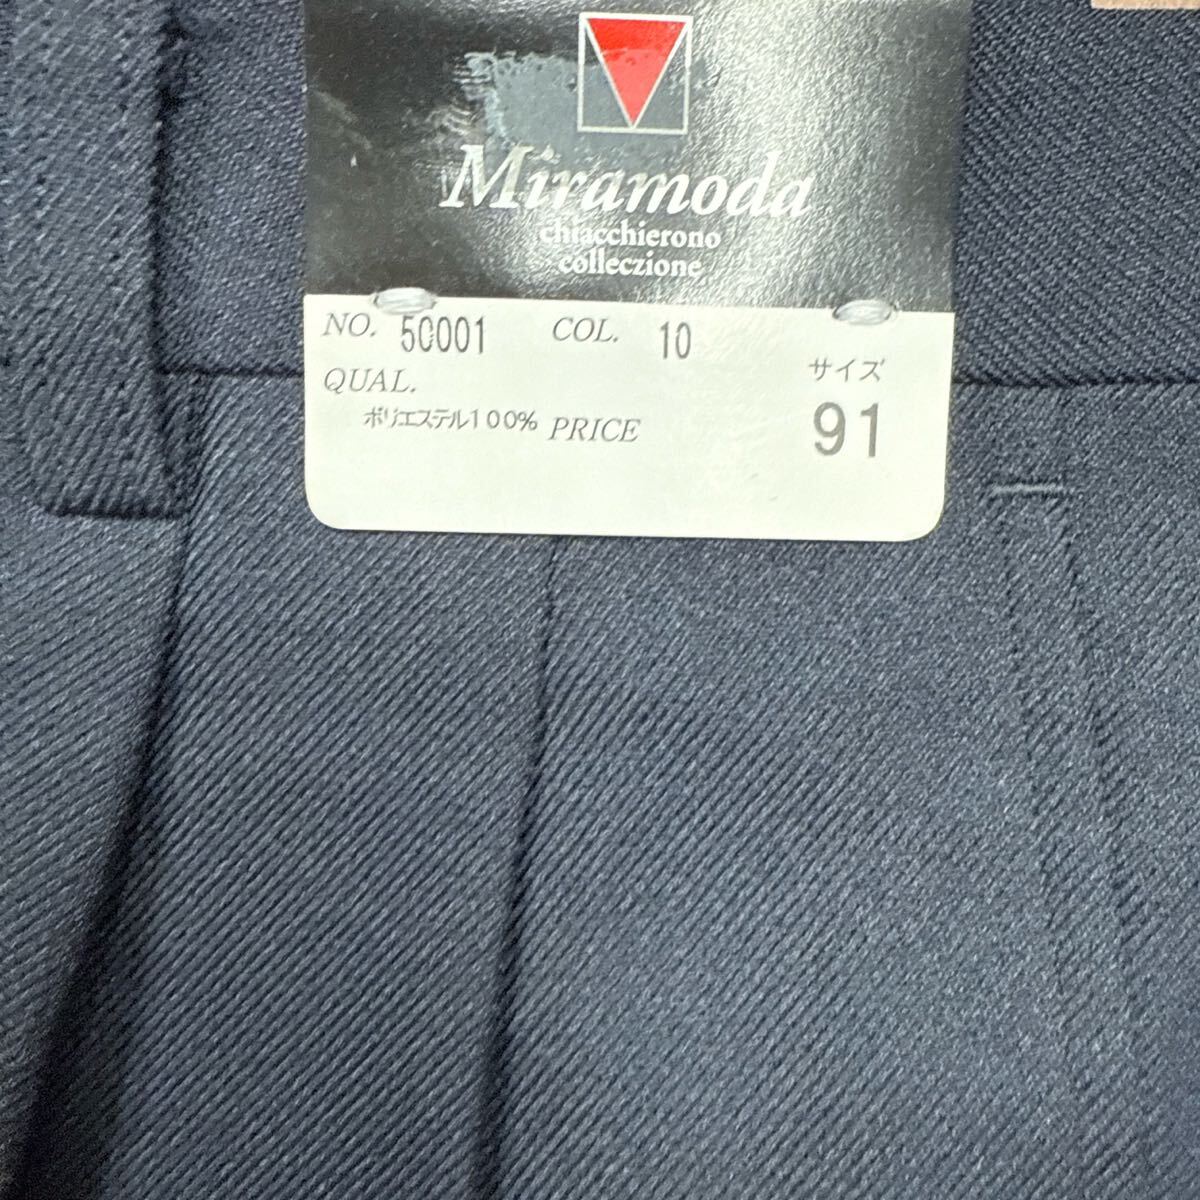 Miramoda
chiacchierono
colleczione
NO. 50001 COL. 10
サイズ
QUAL.
ポリエステル100% PRICE
91